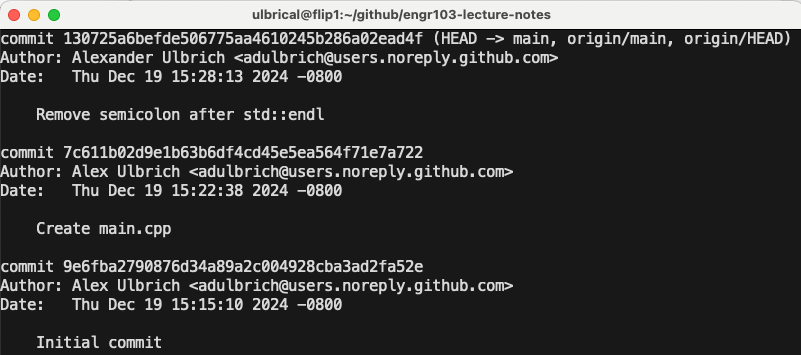 ulbrical@flip1:~/github/engr103-lecture-notes
commit 130725a6befde506775aa4610245b286a02ead4f (HEAD -> main, origin/main, origin/HEAD)
Author: Alexander Ulbrich <adulbrich@users.noreply.github.com>
Date:   Thu Dec 19 15:28:13 2024 -0800
    Remove semicolon after std::endl
commit 7c611b02d9e1b63b6df4cd45e5ea564f71e7a722
Author: Alex Ulbrich <adulbrich@users.noreply.github.com>
Date:   Thu Dec 19 15:22:38 2024 -0800
    Create main.cpp
commit 9e6fba2790876d34a89a2c004928cba3ad2fa52e
Author: Alex Ulbrich <adulbrich@users.noreply.github.com>
Date:   Thu Dec 19 15:15:10 2024 -0800
    Initial commit